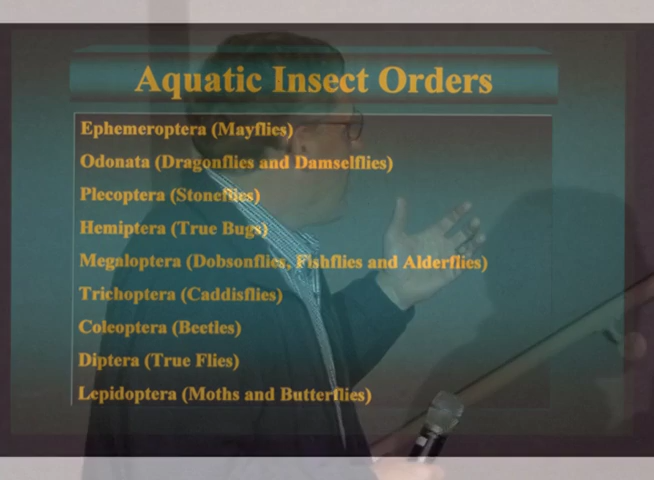 Aquatic Insect Orders
Ephemeroptera (Mayflies)
Odonata (Dragonflies and Damselflies)
Plecoptera (Stoneflies)
Hemiptera (True Bugs)
Megaloptera (Dobsonflies, Fishflies and Alderflies)
Trichoptera (Caddisflies)
Coleoptera (Beetles)
Diptera (True Flies)
Lepidoptera (Moths and Butterflies)